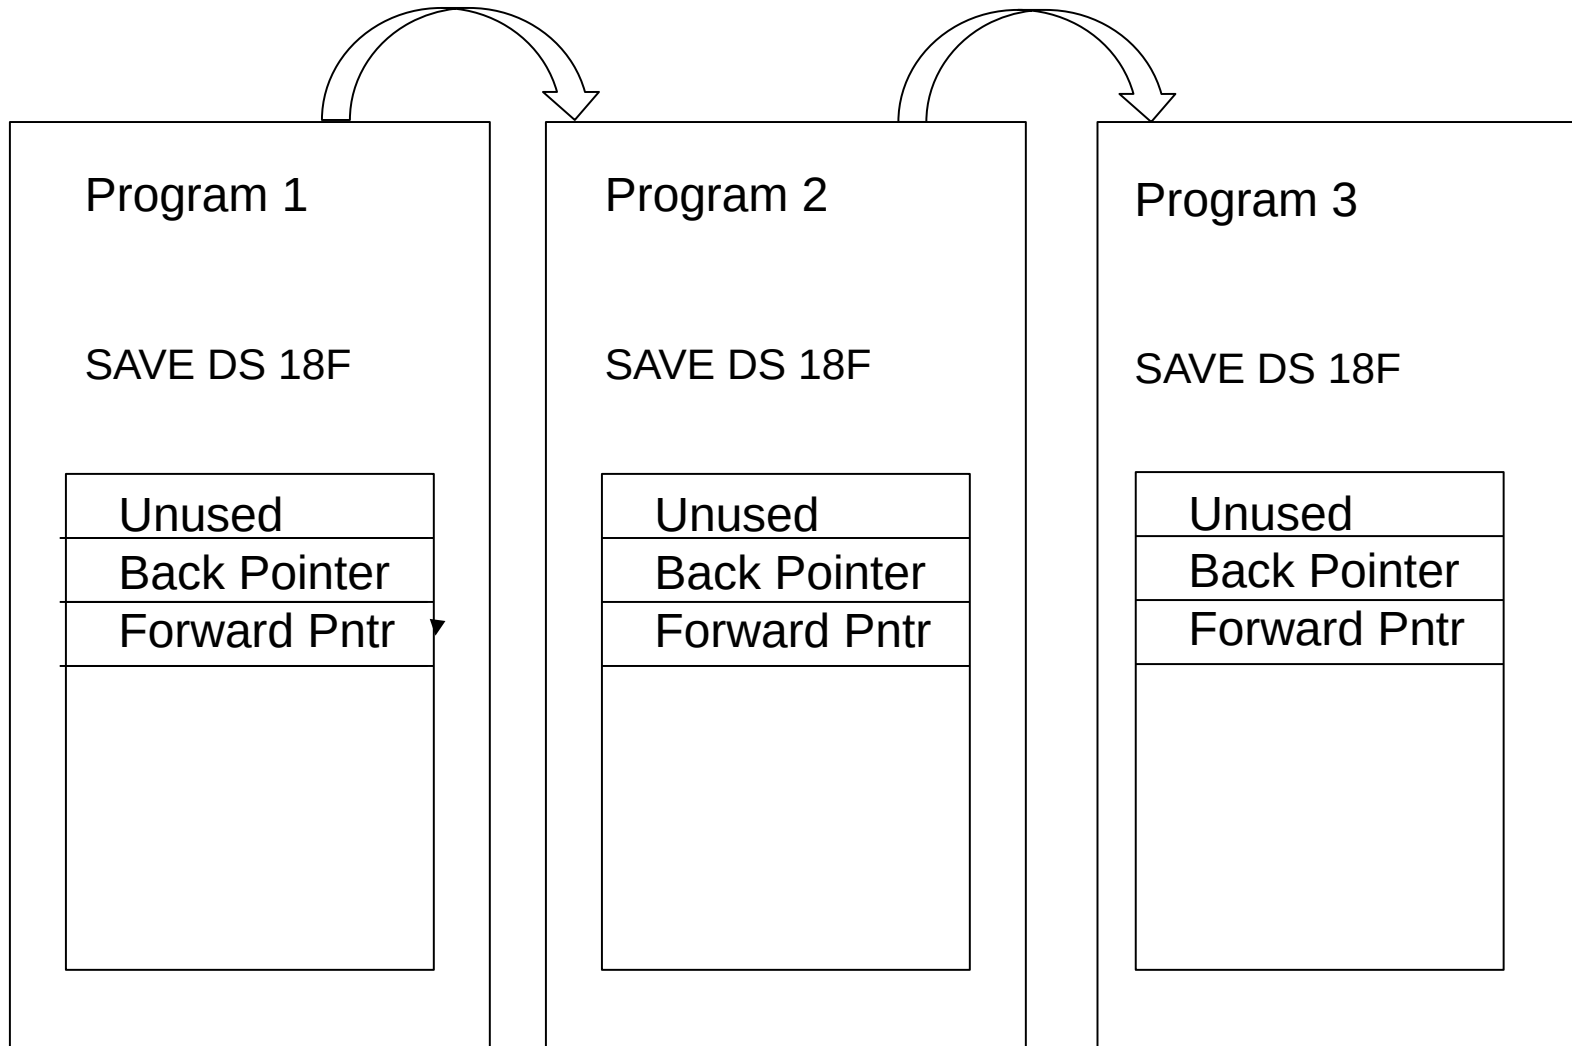 Program 1
SAVE DS 18F
Unused
Back Pointer
Forward Pntr
Program 2
SAVE DS 18F
Unused
Back Pointer
Forward Pntr
Program 3
SAVE DS 18F
Unused
Back Pointer
Forward Pntr